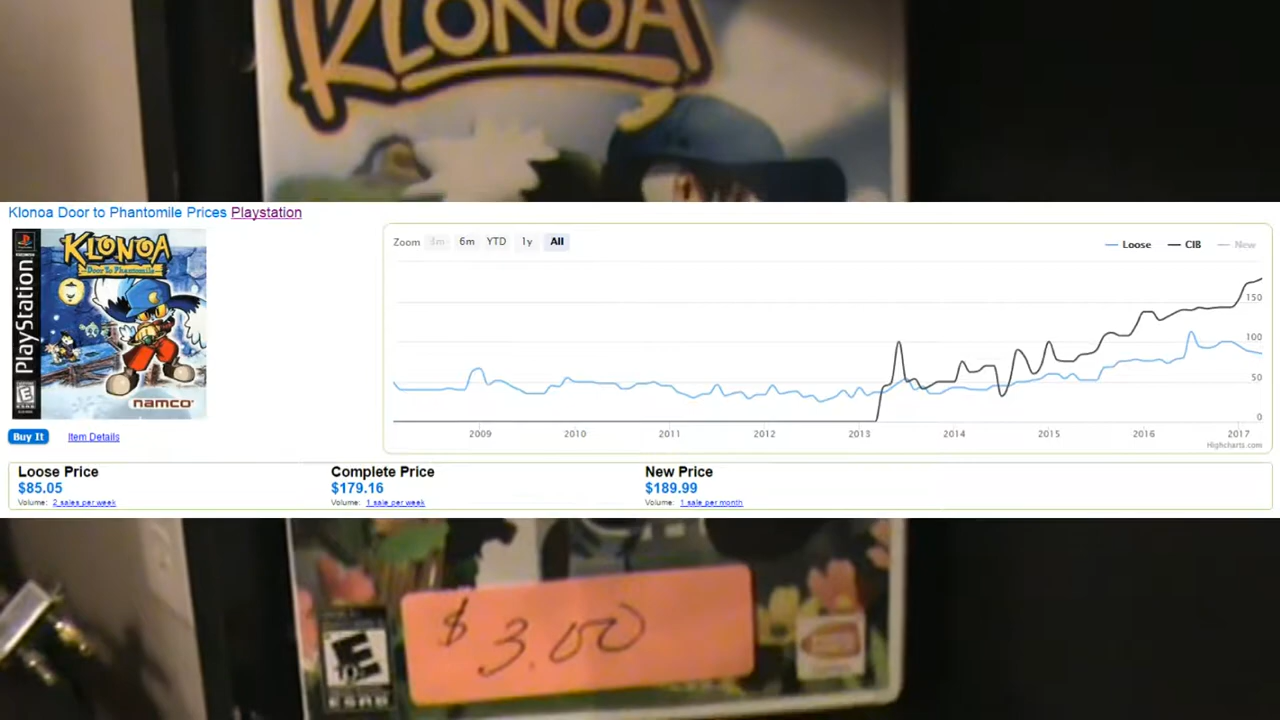 KLONOA
Klonoa Door to Phantomile Prices Playstation
PlayStation
KLONOA
Door To Phantomile
E
namco
Buy It
Item Details
Zoom 6m YTD 1y All
Loose CIB New
150
100
50
0
2009 2010 2011 2012 2013 2014 2015 2016 2017
Highcharts.com
Loose Price
$85.05
Volume: 2 sales per week
Complete Price
$179.16
Volume: 1 sale per week
New Price
$189.99
Volume: 1 sale per month
$ 3.00
E
ESRB